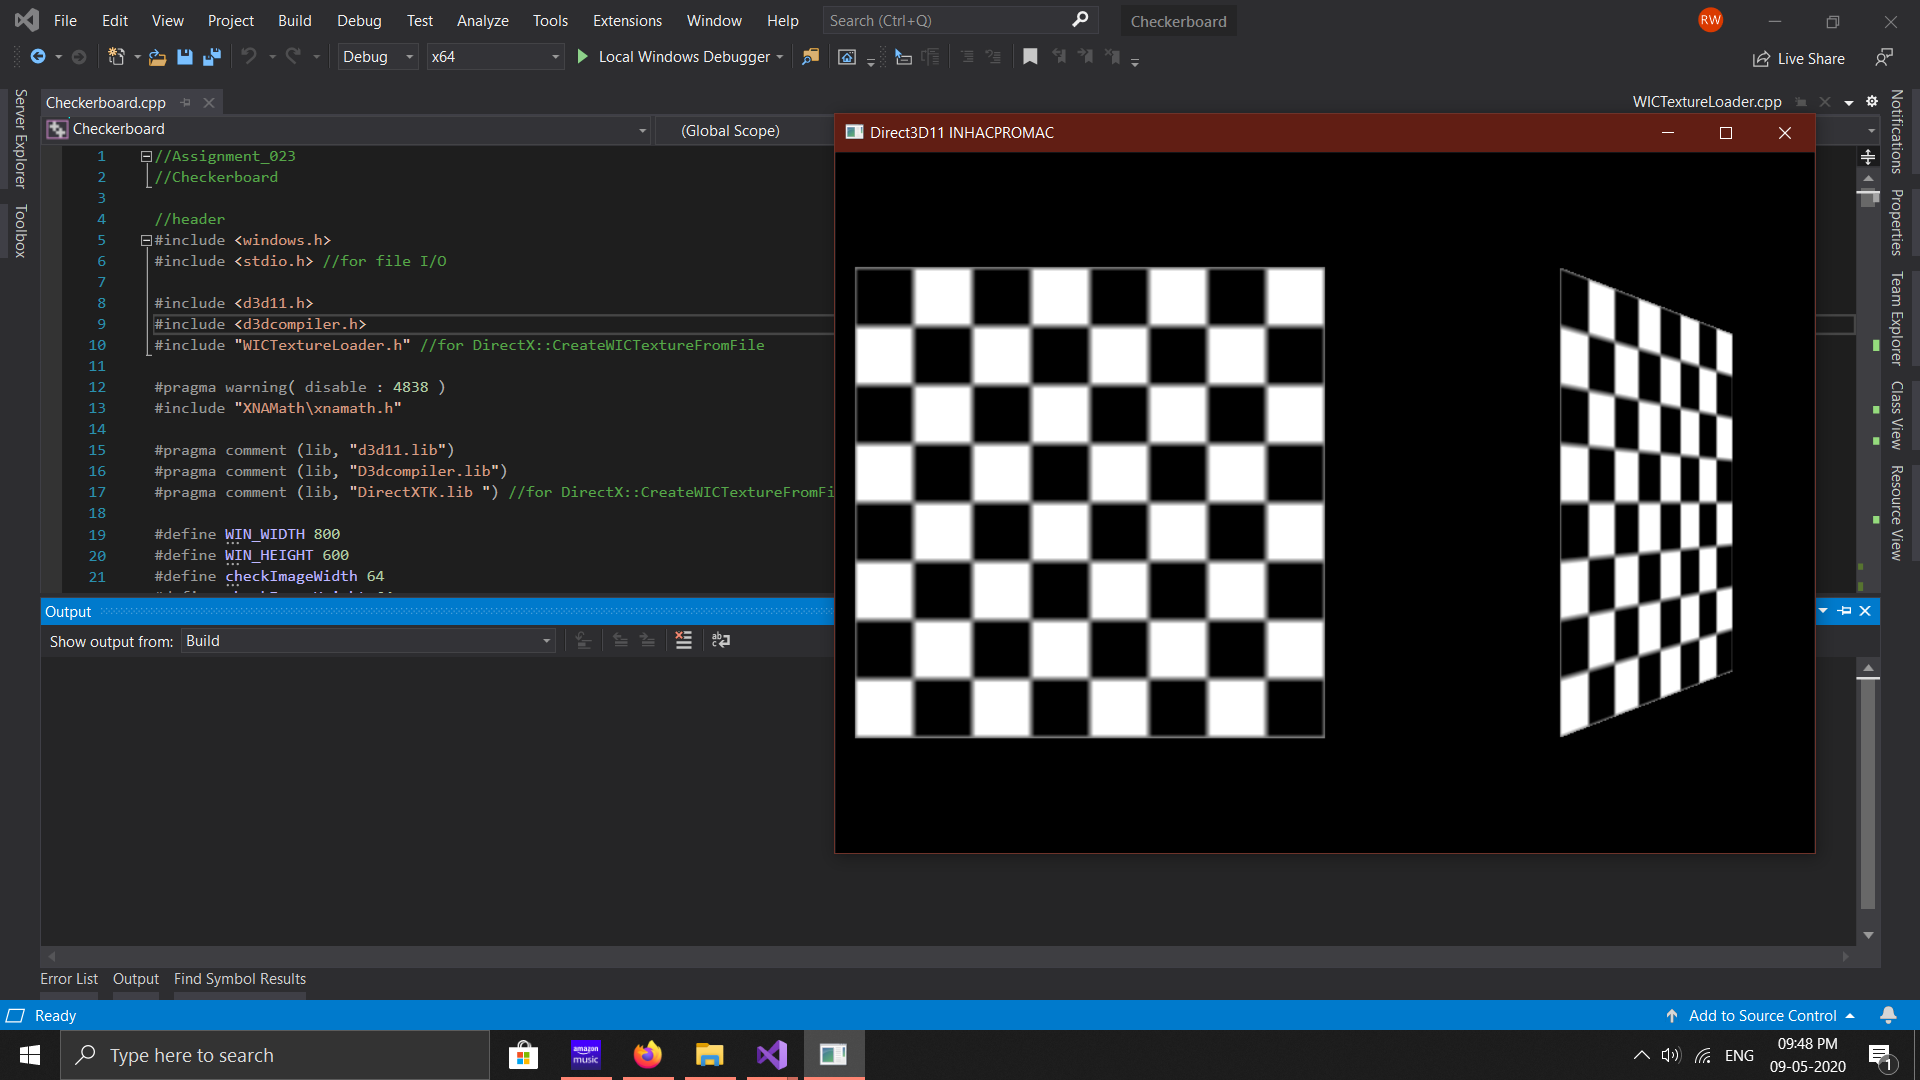 File Edit View Project Build Debug Test Analyze Tools Extensions Window Help Search (Ctrl+Q) Checkerboard RW
Debug x64 Local Windows Debugger Live Share
Server Explorer
Toolbox
Checkerboard.cpp WICTextureLoader.cpp
Checkerboard (Global Scope)
1 //Assignment_023
2 //Checkerboard
3
4 //header
5 #include <windows.h>
6 #include <stdio.h> //for file I/O
7
8 #include <d3d11.h>
9 #include <d3dcompiler.h>
10 #include "WICTextureLoader.h" //for DirectX::CreateWICTextureFromFile
11
12 #pragma warning( disable : 4838 )
13 #include "XNAMath\xnamath.h"
14
15 #pragma comment (lib, "d3d11.lib")
16 #pragma comment (lib, "D3dcompiler.lib")
17 #pragma comment (lib, "DirectXTK.lib ") //for DirectX::CreateWICTextureFromFi
18
19 #define WIN_WIDTH 800
20 #define WIN_HEIGHT 600
21 #define checkImageWidth 64
Direct3D11 INHACPROMAC
Notifications
Properties
Team Explorer
Class View
Resource View
Output
Show output from: Build
Error List Output Find Symbol Results
Ready Add to Source Control
Type here to search amazon music ENG 09:48 PM
09-05-2020 1